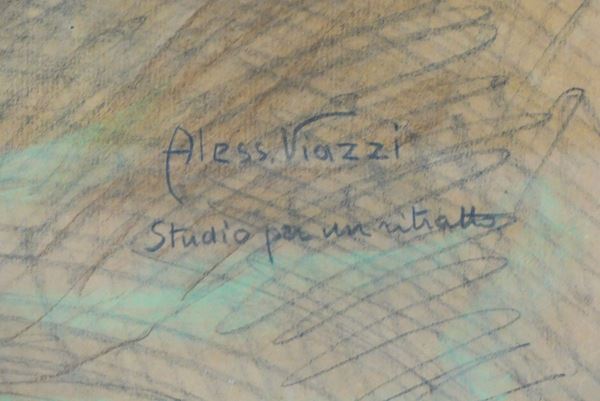 Aless. Viazzi
Studio per un ritratto